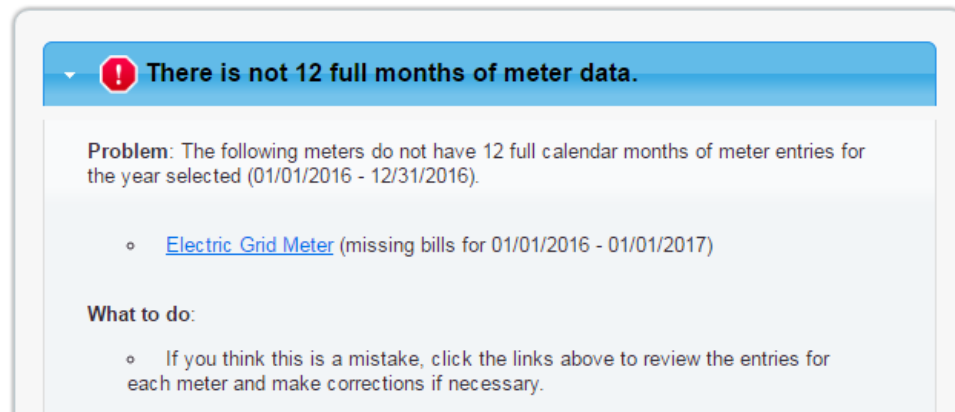 There is not 12 full months of meter data.
Problem: The following meters do not have 12 full calendar months of meter entries for
the year selected (01/01/2016 - 12/31/2016).
Electric Grid Meter (missing bills for 01/01/2016 - 01/01/2017)
What to do:
If you think this is a mistake, click the links above to review the entries for
each meter and make corrections if necessary.